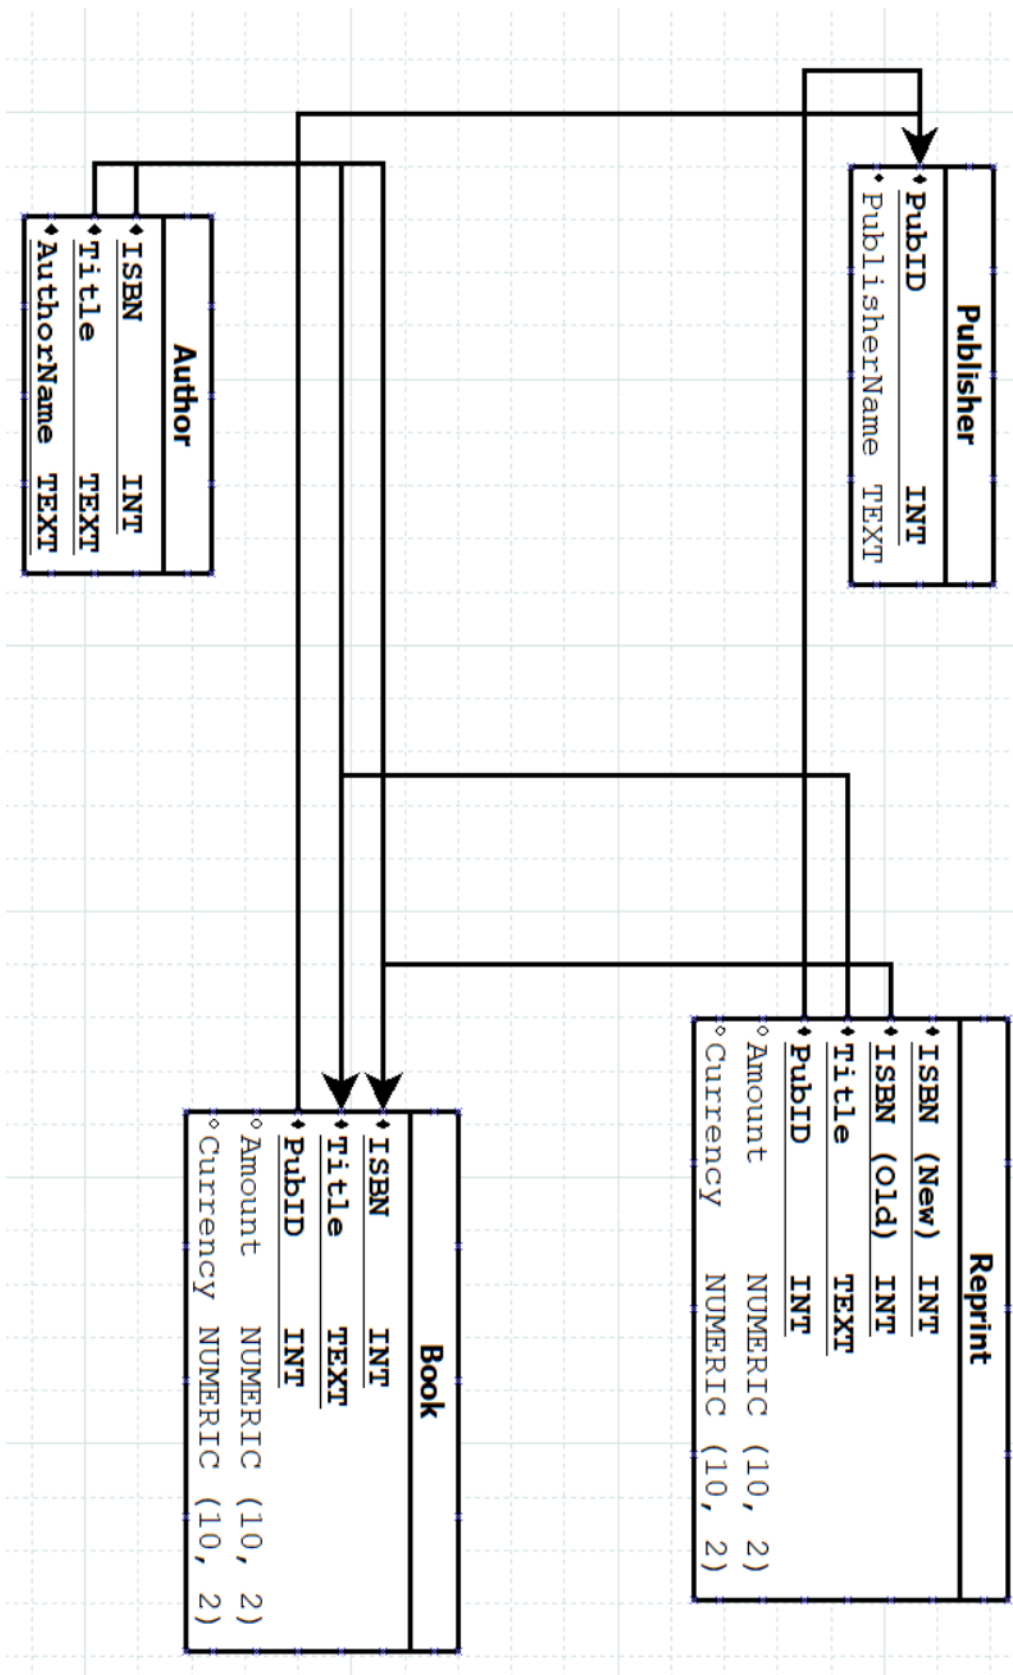 Publisher
PubID INT
PublisherName TEXT
Reprint
ISBN (New) INT
ISBN (Old) INT
Title TEXT
PubID INT
Amount NUMERIC (10, 2)
Currency NUMERIC (10, 2)
Author
ISBN INT
Title TEXT
AuthorName TEXT
Book
ISBN INT
Title TEXT
PubID INT
Amount NUMERIC (10, 2)
Currency NUMERIC (10, 2)